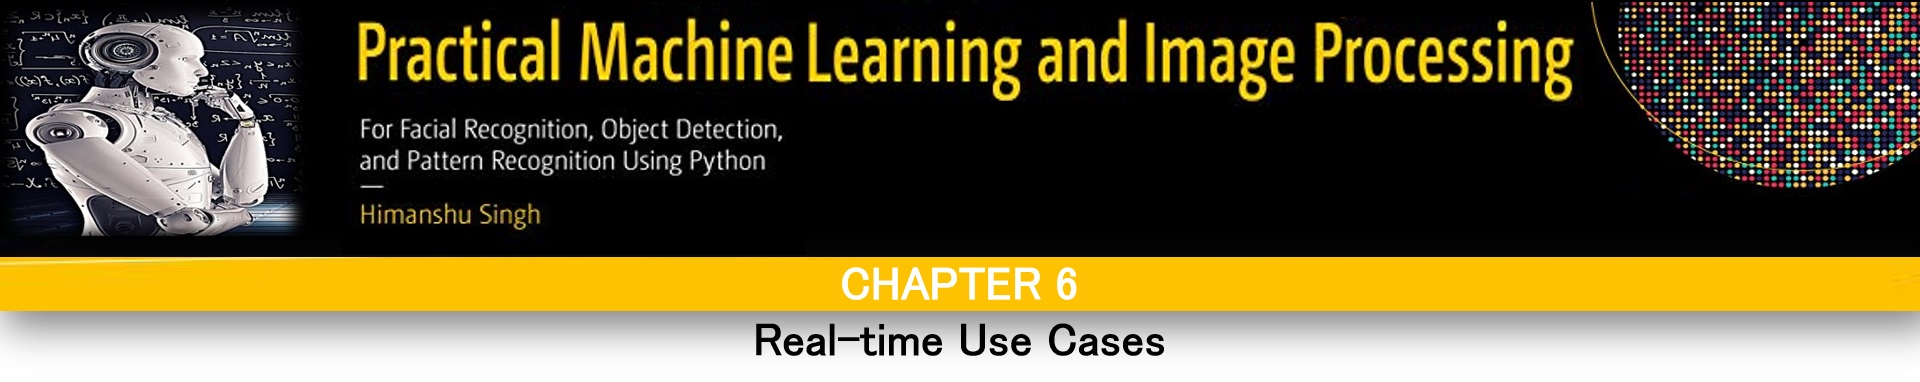 Practical Machine Learning and Image Processing
For Facial Recognition, Object Detection,
and Pattern Recognition Using Python
Himanshu Singh
CHAPTER 6
Real-time Use Cases